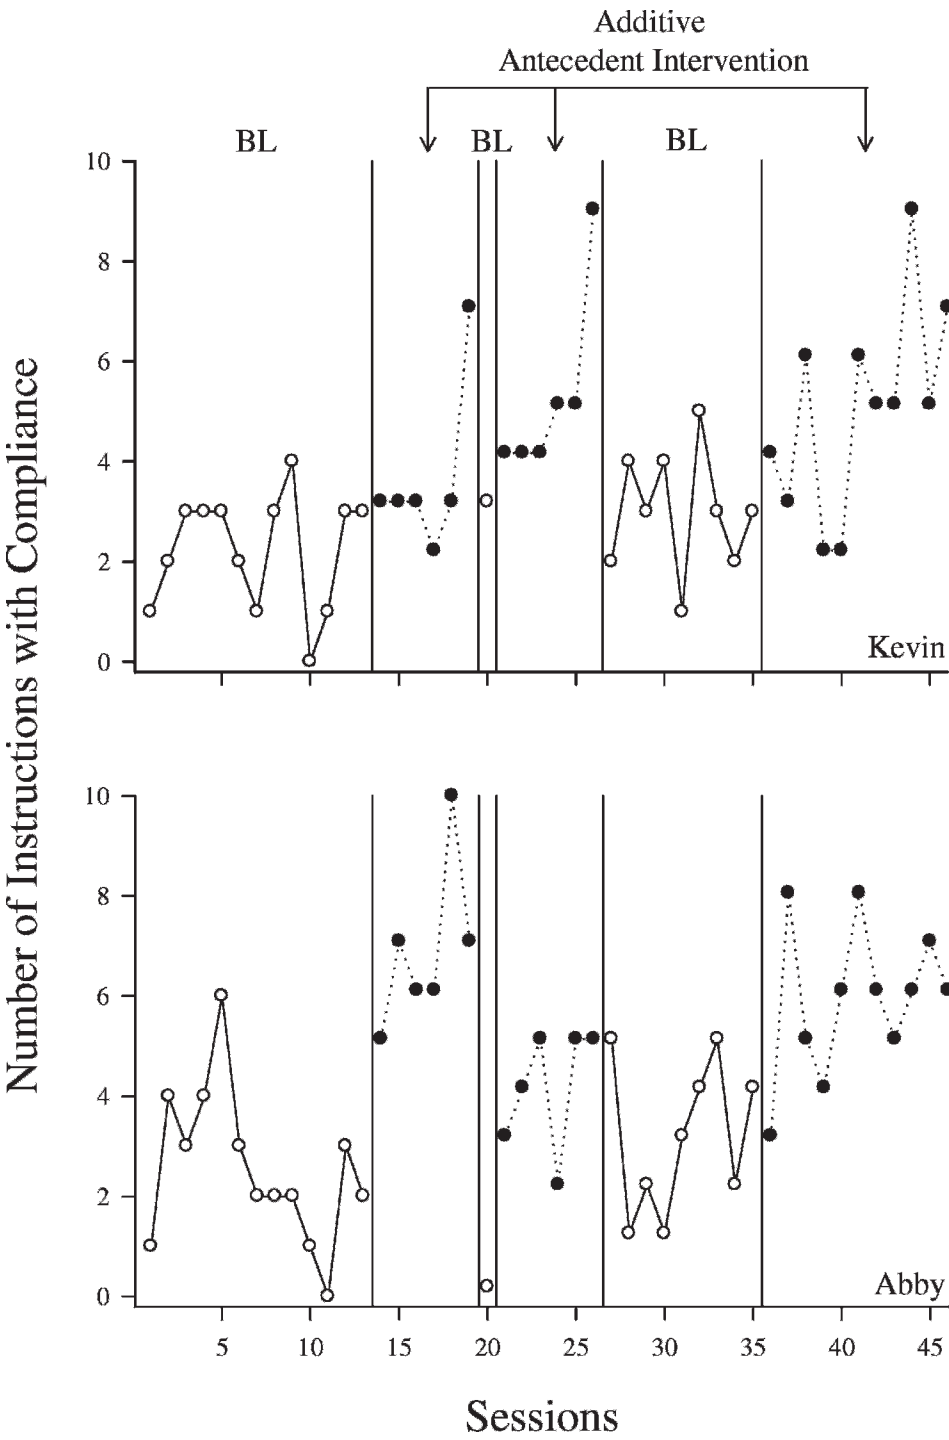 Additive
Antecedent Intervention
BL
BL
BL
10
8
6
4
2
0
Kevin
Number of Instructions with Compliance
10
8
6
4
2
0
Abby
5
10
15
20
25
30
35
40
45
Sessions